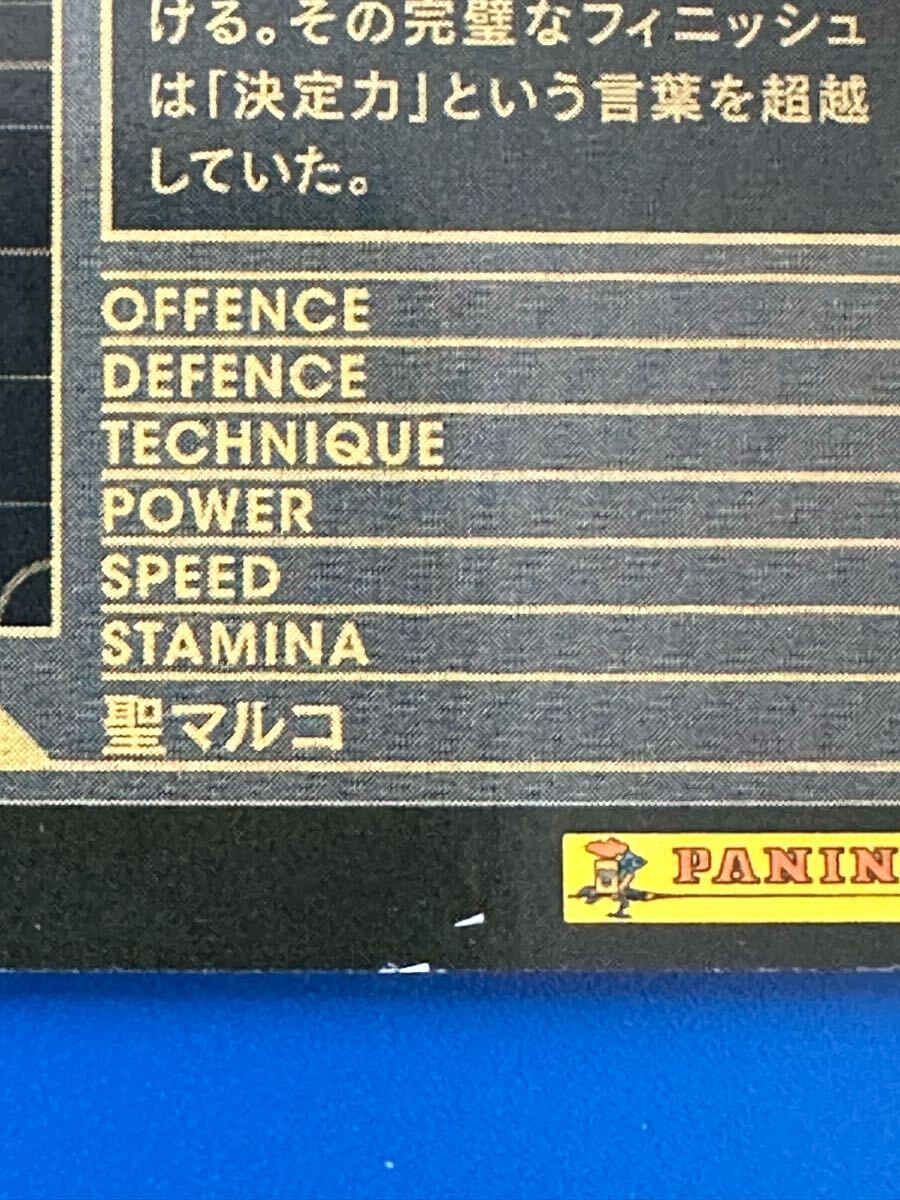 ける。その完璧なフィニッシュ
は「決定力」という言葉を超越
していた。
OFFENCE
DEFENCE
TECHNIQUE
POWER
SPEED
STAMINA
聖マルコ
PANIN